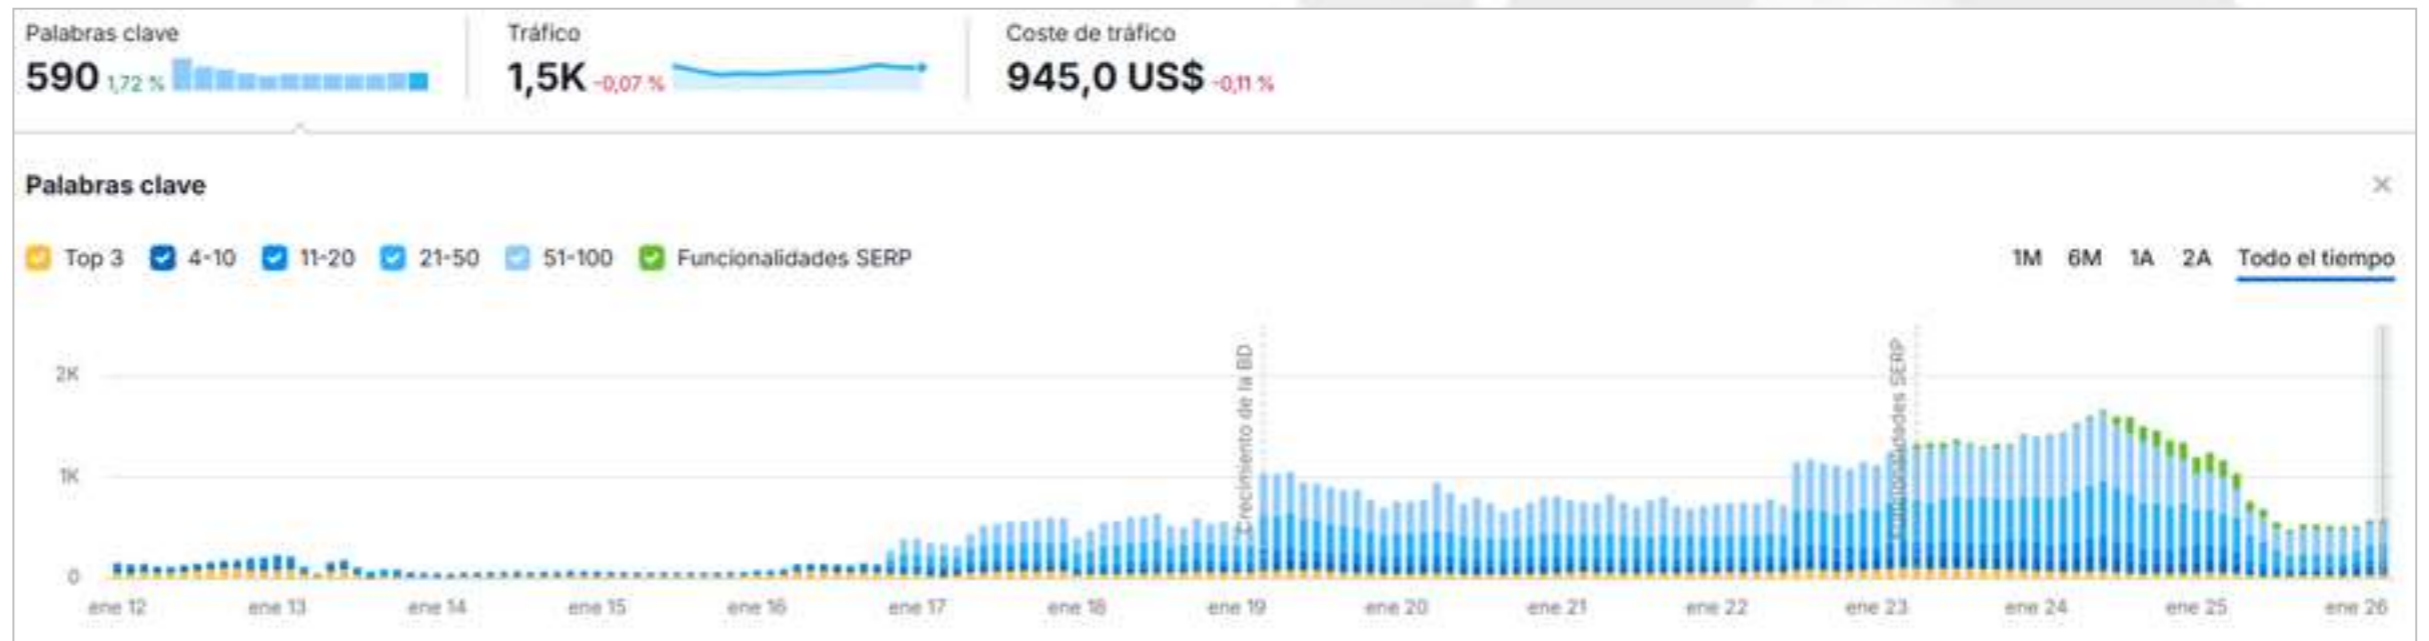 Palabras clave
590 1,72 %
Tráfico
1,5K -0,07 %
Coste de tráfico
945,0 US$ -0,11 %
Palabras clave
Top 3 4-10 11-20 21-50 51-100 Funcionalidades SERP
1M 6M 1A 2A Todo el tiempo
2K
1K
0
Crecimiento de la BD
Funcionalidades SERP
ene 12 ene 13 ene 14 ene 15 ene 16 ene 17 ene 18 ene 19 ene 20 ene 21 ene 22 ene 23 ene 24 ene 25 ene 26